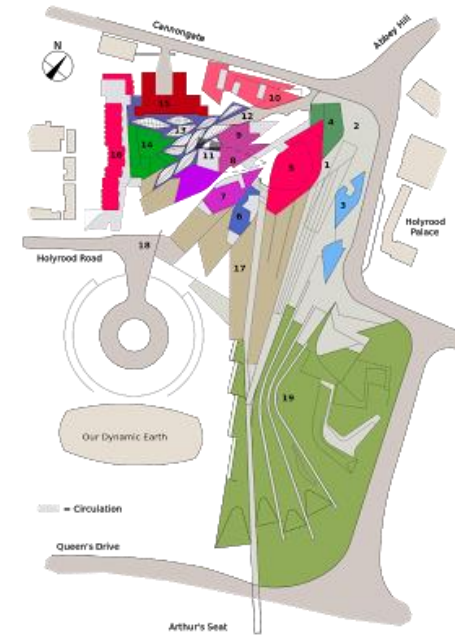 Cannongate
Abbey Hill
N
15
10
12
4
2
13
9
14
11
8
16
5
1
7
3
6
Holyrood
Palace
18
Holyrood Road
17
19
Our Dynamic Earth
= Circulation
Queen's Drive
Arthur's Seat